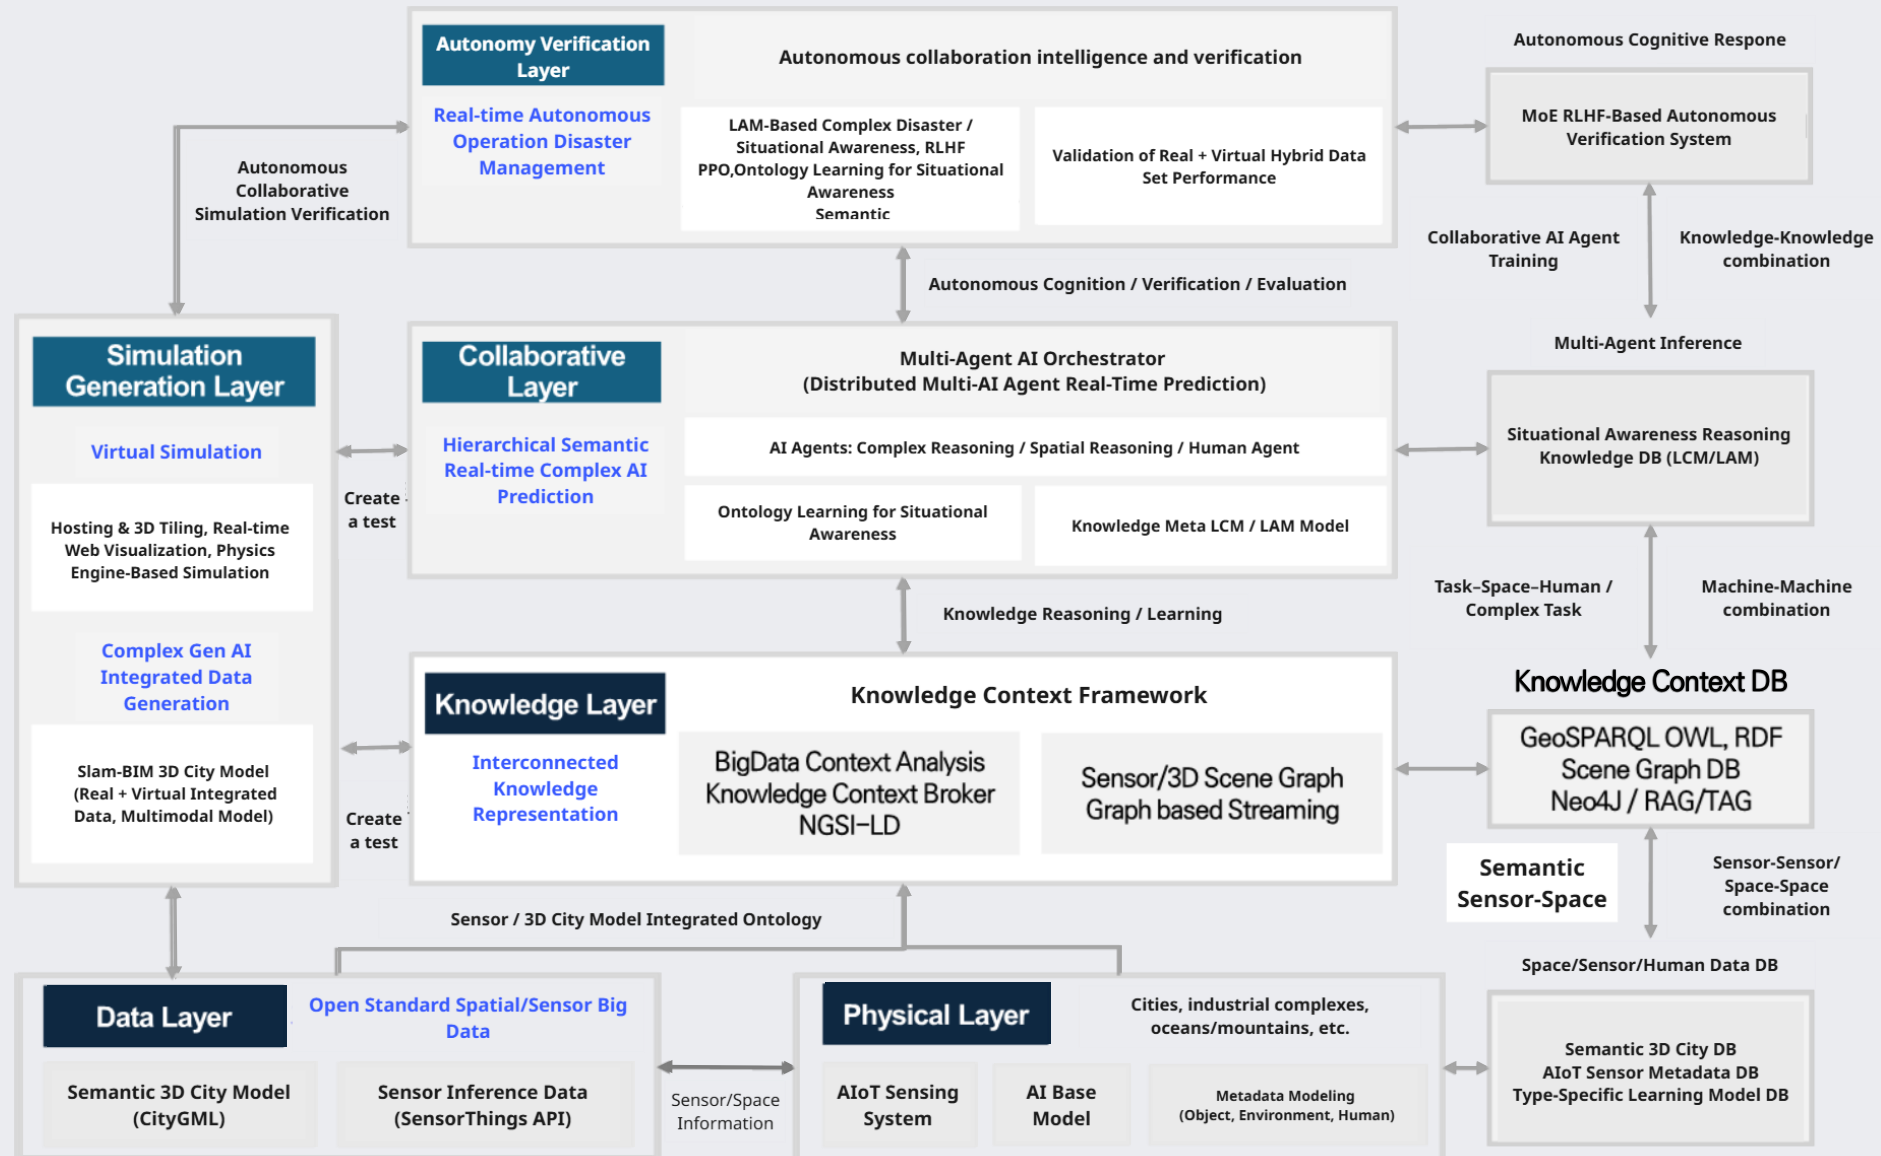 Autonomy Verification
Layer
Real-time Autonomous
Operation Disaster
Management
Autonomous collaboration intelligence and verification
LAM-Based Complex Disaster /
Situational Awareness, RLHF
PPO,Ontology Learning for Situational
Awareness
Semantic
Validation of Real + Virtual Hybrid Data
Set Performance
Autonomous Cognitive Respone
MoE RLHF-Based Autonomous
Verification System
Autonomous
Collaborative
Simulation Verification
Collaborative AI Agent
Training
Knowledge-Knowledge
combination
Autonomous Cognition / Verification / Evaluation
Simulation
Generation Layer
Virtual Simulation
Hosting & 3D Tiling, Real-time
Web Visualization, Physics
Engine-Based Simulation
Complex Gen AI
Integrated Data
Generation
Slam-BIM 3D City Model
(Real + Virtual Integrated
Data, Multimodal Model)
Create
a test
Create
a test
Collaborative
Layer
Hierarchical Semantic
Real-time Complex AI
Prediction
Multi-Agent AI Orchestrator
(Distributed Multi-AI Agent Real-Time Prediction)
AI Agents: Complex Reasoning / Spatial Reasoning / Human Agent
Ontology Learning for Situational
Awareness
Knowledge Meta LCM / LAM Model
Multi-Agent Inference
Situational Awareness Reasoning
Knowledge DB (LCM/LAM)
Knowledge Reasoning / Learning
Task–Space–Human /
Complex Task
Machine-Machine
combination
Knowledge Layer
Interconnected
Knowledge
Representation
Knowledge Context Framework
BigData Context Analysis
Knowledge Context Broker
NGSI-LD
Sensor/3D Scene Graph
Graph based Streaming
Knowledge Context DB
GeoSPARQL OWL, RDF
Scene Graph DB
Neo4J / RAG/TAG
Semantic
Sensor-Space
Sensor-Sensor/
Space-Space
combination
Sensor / 3D City Model Integrated Ontology
Data Layer
Open Standard Spatial/Sensor Big
Data
Semantic 3D City Model
(CityGML)
Sensor Inference Data
(SensorThings API)
Sensor/Space
Information
Physical Layer
Cities, industrial complexes,
oceans/mountains, etc.
AIoT Sensing
System
AI Base
Model
Metadata Modeling
(Object, Environment, Human)
Space/Sensor/Human Data DB
Semantic 3D City DB
AIoT Sensor Metadata DB
Type-Specific Learning Model DB